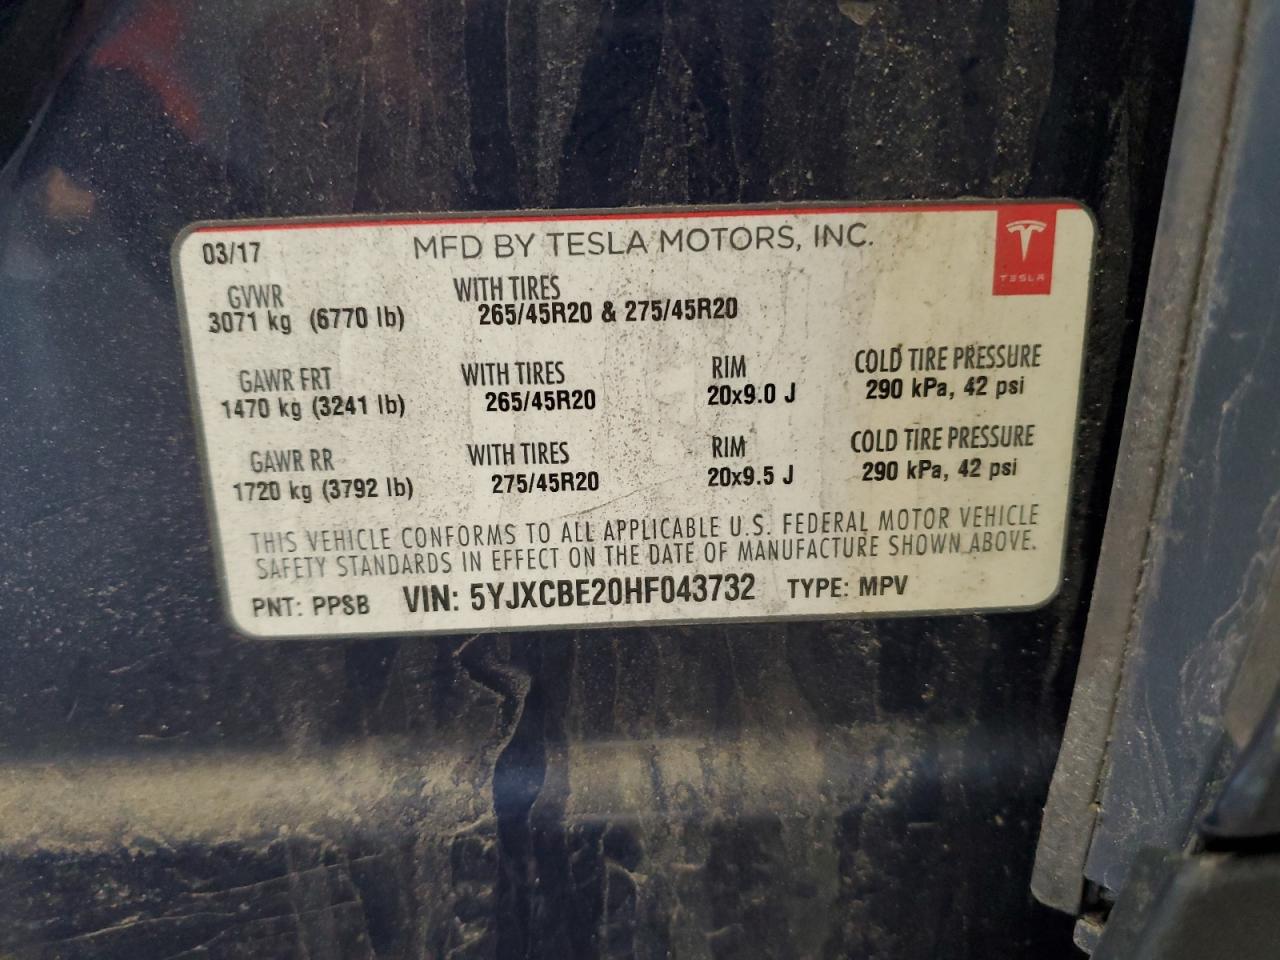 03/17 MFD BY TESLA MOTORS, INC.
TESLA
GVWR WITH TIRES
3071 kg (6770 lb) 265/45R20 & 275/45R20
GAWR FRT WITH TIRES RIM COLD TIRE PRESSURE
1470 kg (3241 lb) 265/45R20 20x9.0 J 290 kPa, 42 psi
GAWR RR WITH TIRES RIM COLD TIRE PRESSURE
1720 kg (3792 lb) 275/45R20 20x9.5 J 290 kPa, 42 psi
THIS VEHICLE CONFORMS TO ALL APPLICABLE U.S. FEDERAL MOTOR VEHICLE
SAFETY STANDARDS IN EFFECT ON THE DATE OF MANUFACTURE SHOWN ABOVE.
PNT: PPSB VIN: 5YJXCBE20HF043732 TYPE: MPV